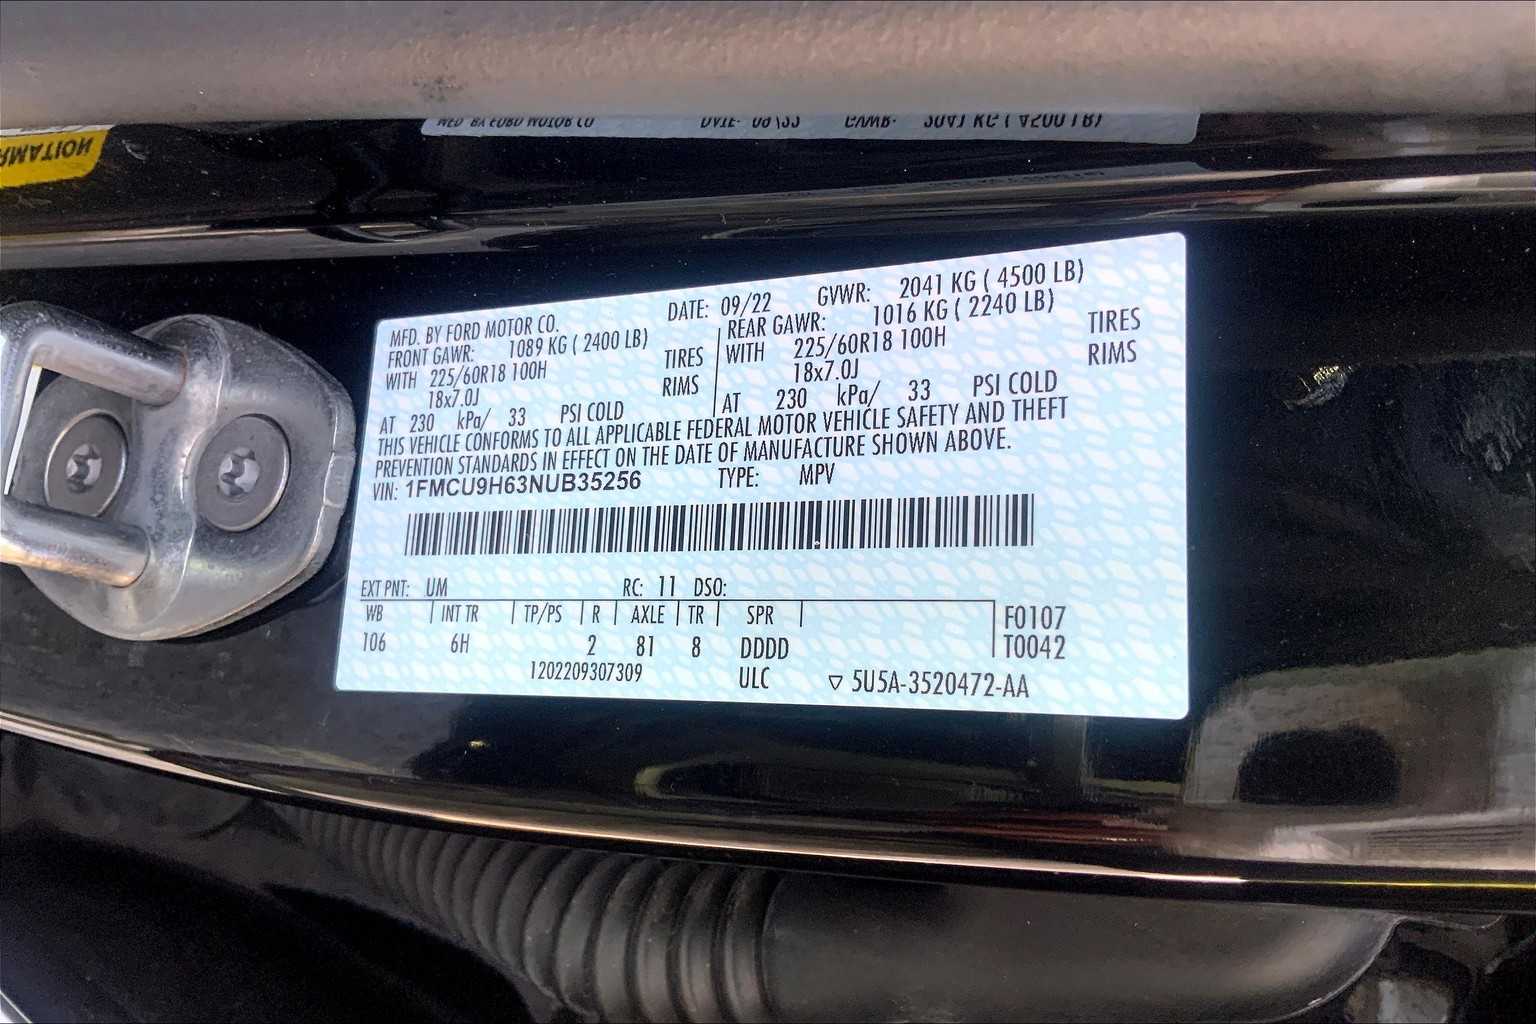 MFD. BY FORD MOTOR CO. DATE: 09/22 GVWR: 2041 KG ( 4500 LB)
FRONT GAWR: 1089 KG ( 2400 LB) REAR GAWR: 1016 KG ( 2240 LB)
WITH 225/60R18 100H TIRES WITH 225/60R18 100H TIRES
18x7.0J RIMS 18x7.0J RIMS
AT 230 kPa/ 33 PSI COLD AT 230 kPa/ 33 PSI COLD
THIS VEHICLE CONFORMS TO ALL APPLICABLE FEDERAL MOTOR VEHICLE SAFETY AND THEFT
PREVENTION STANDARDS IN EFFECT ON THE DATE OF MANUFACTURE SHOWN ABOVE.
VIN: 1FMCU9H63NUB35256 TYPE: MPV
EXT PNT: UM RC: 11 DSO:
WB INT TR TP/PS R AXLE TR SPR F0107
106 6H 2 81 8 DDDD T0042
1202209307309 ULC ▽ 5U5A-3520472-AA